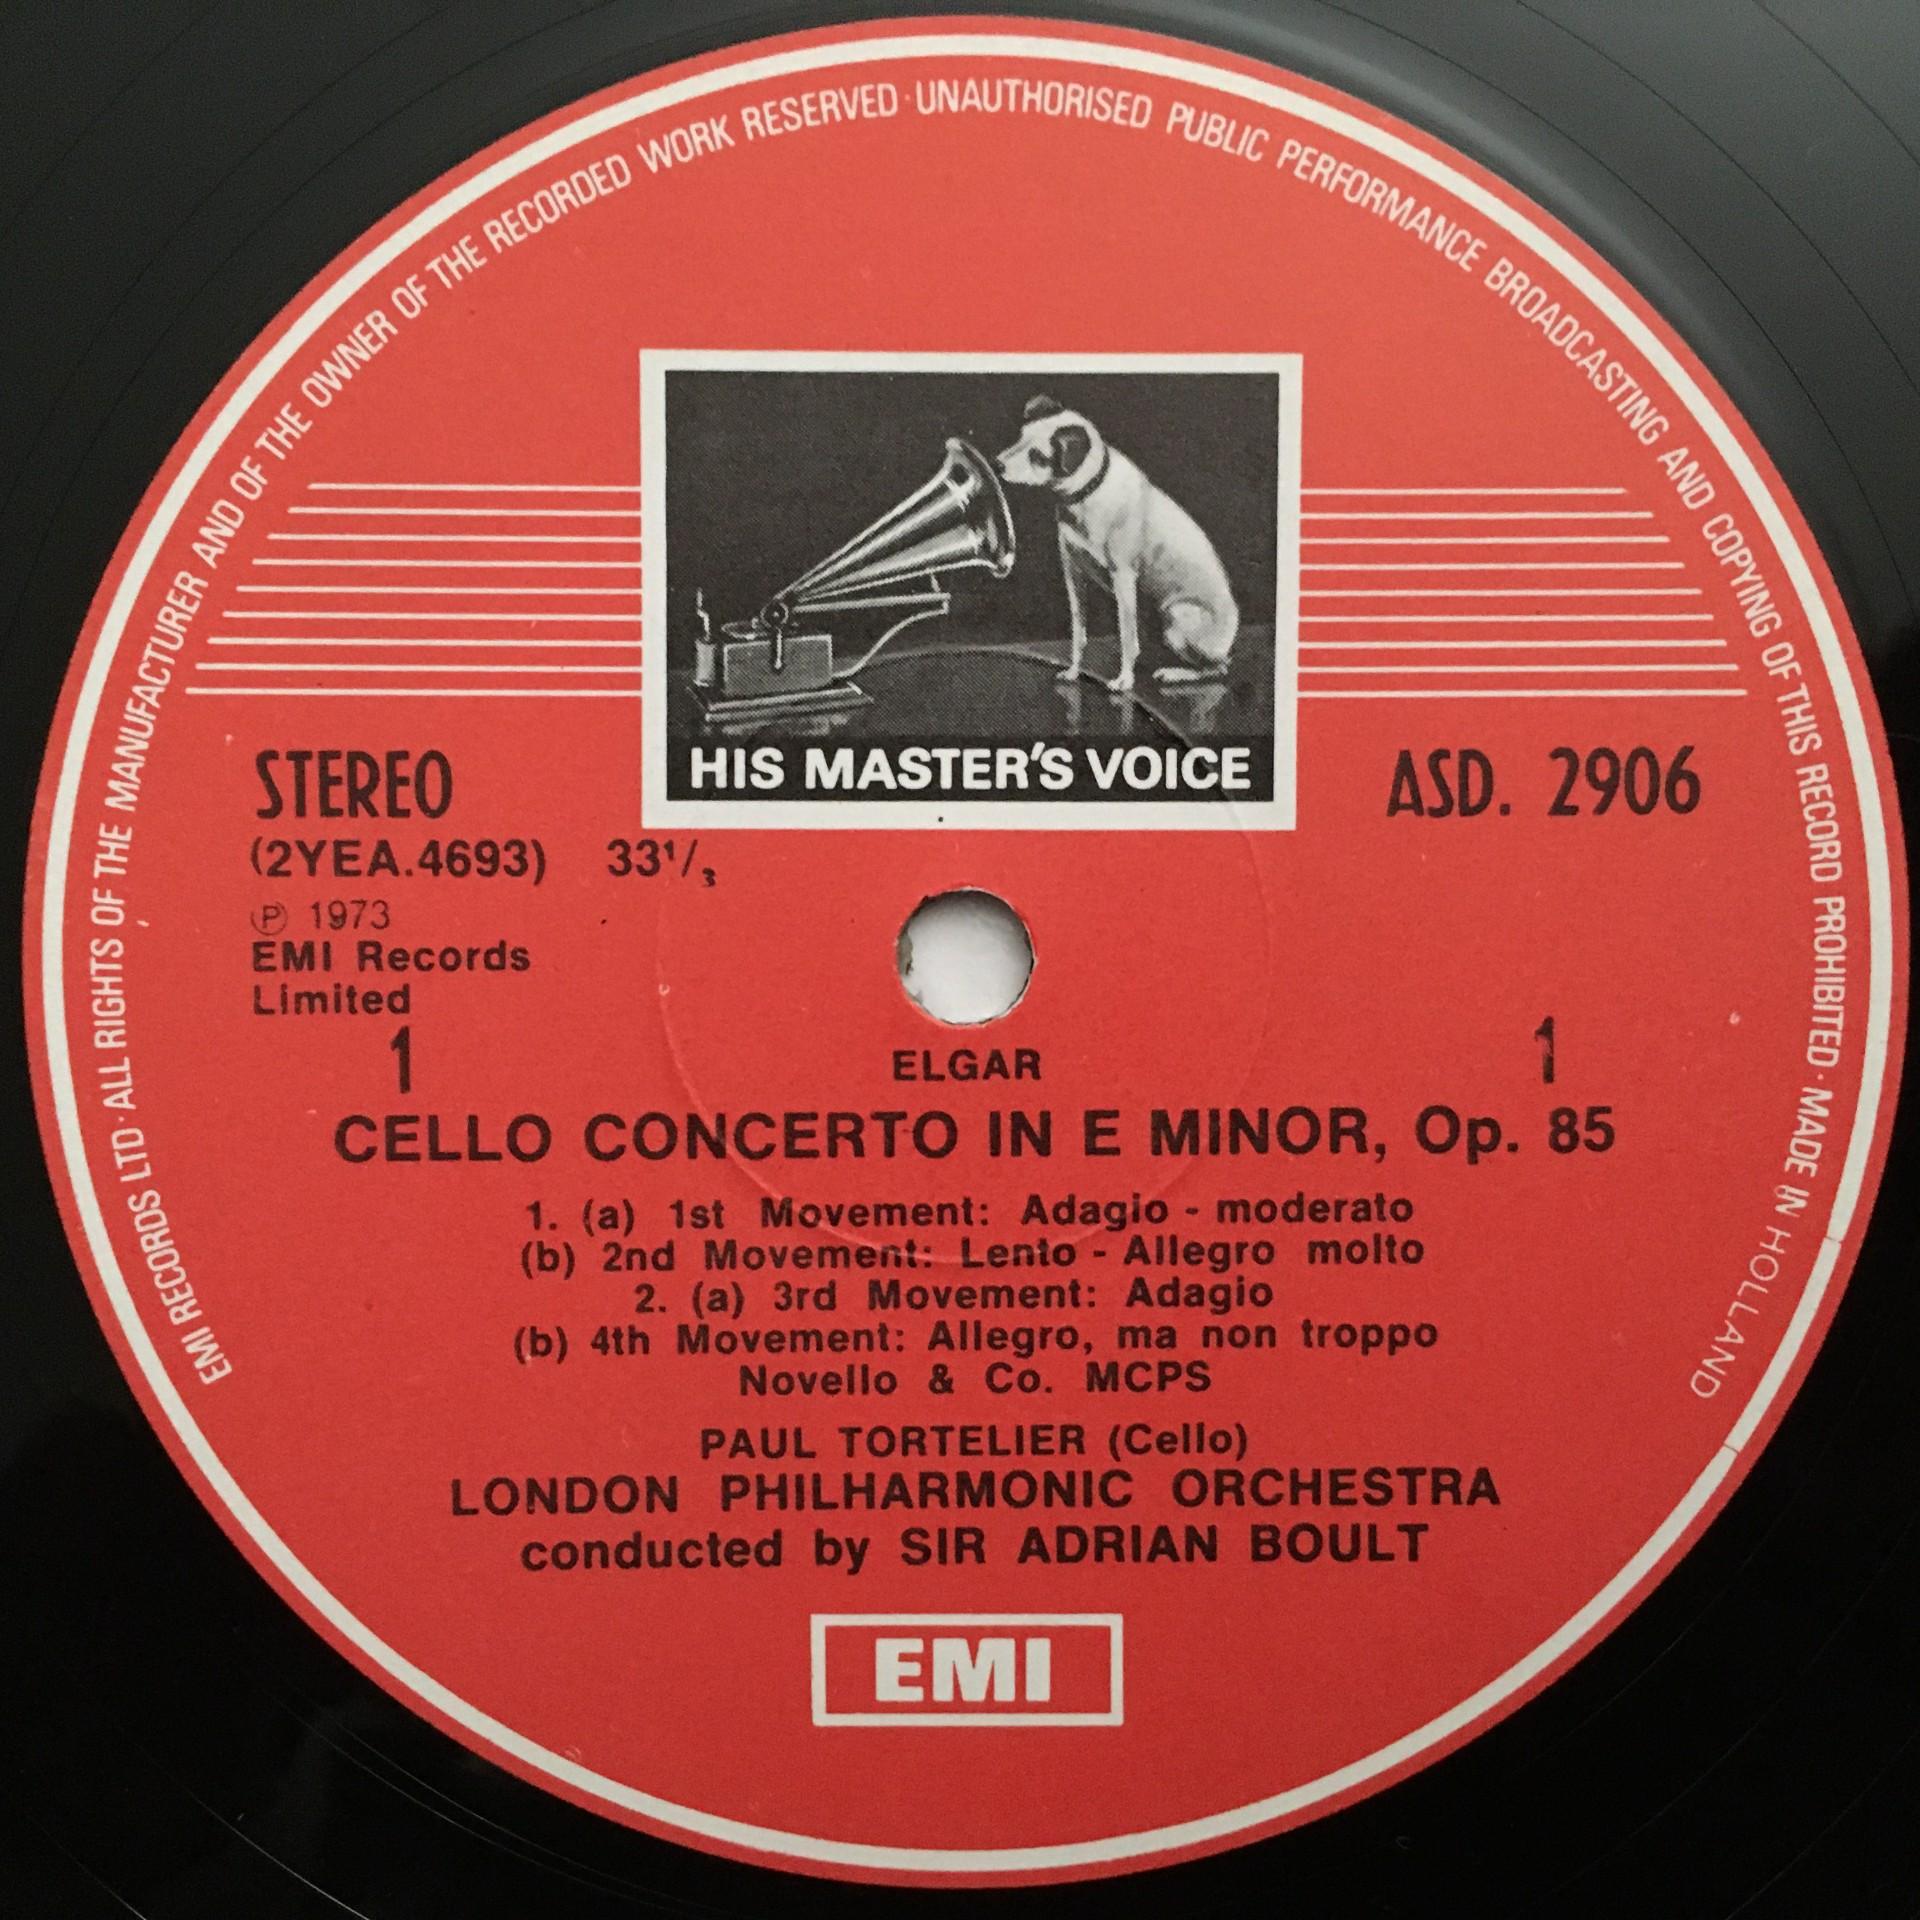 EMI RECORDS LTD · ALL RIGHTS OF THE MANUFACTURER AND OF THE OWNER OF THE RECORDED WORK RESERVED · UNAUTHORISED PUBLIC PERFORMANCE BROADCASTING AND COPYING OF THIS RECORD PROHIBITED · MADE IN HOLLAND
HIS MASTER'S VOICE
STEREO
ASD. 2906
(2YEA.4693) 33¹/₃
℗ 1973
EMI Records
Limited
1
1
ELGAR
CELLO CONCERTO IN E MINOR, Op. 85
1. (a) 1st Movement: Adagio - moderato
(b) 2nd Movement: Lento - Allegro molto
2. (a) 3rd Movement: Adagio
(b) 4th Movement: Allegro, ma non troppo
Novello & Co. MCPS
PAUL TORTELIER (Cello)
LONDON PHILHARMONIC ORCHESTRA
conducted by SIR ADRIAN BOULT
EMI